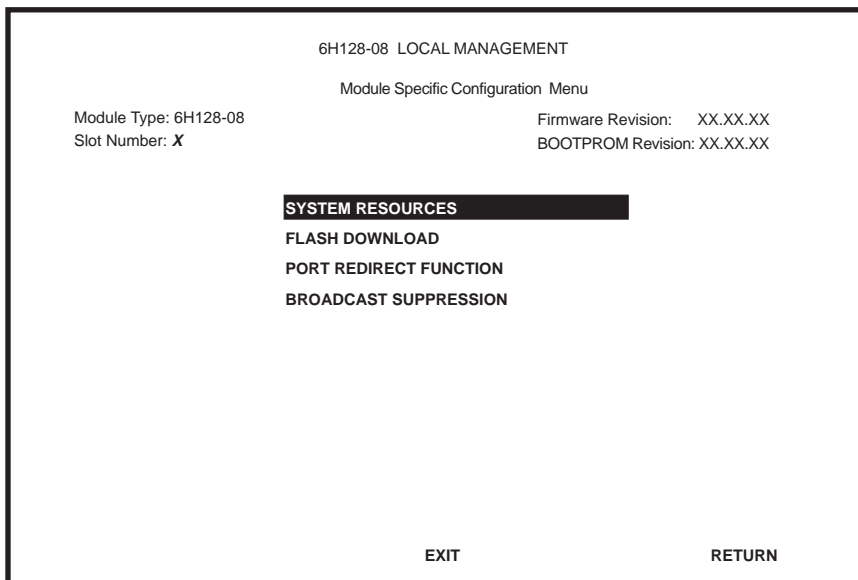 6H128-08 LOCAL MANAGEMENT
Module Specific Configuration Menu
Module Type: 6H128-08
Firmware Revision: XX.XX.XX
Slot Number: X
BOOTPROM Revision: XX.XX.XX
SYSTEM RESOURCES
FLASH DOWNLOAD
PORT REDIRECT FUNCTION
BROADCAST SUPPRESSION
EXIT
RETURN